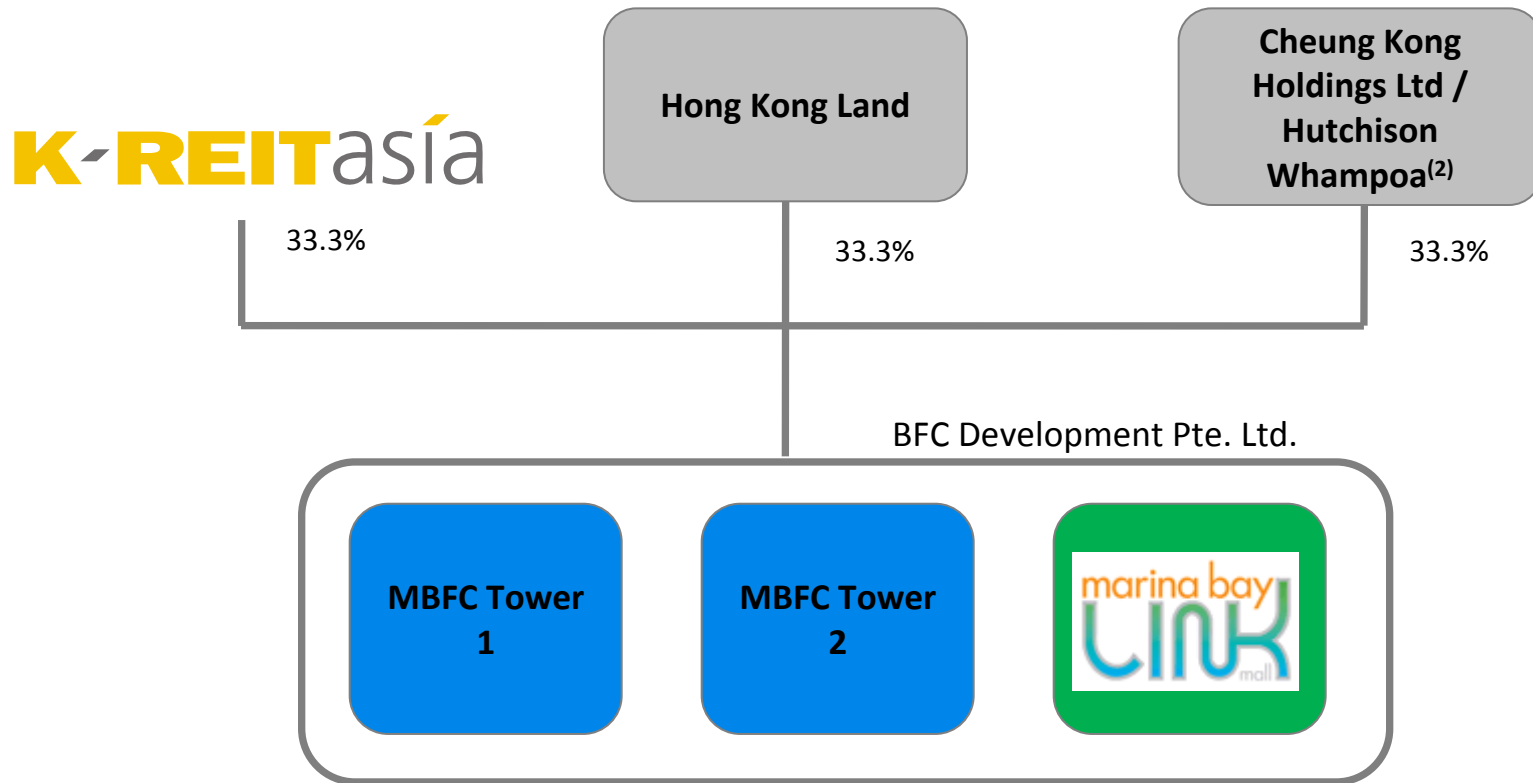 K-REITasía
Hong Kong Land
Cheung Kong
Holdings Ltd /
Hutchison
Whampoa(2)
33.3%
33.3%
33.3%
BFC Development Pte. Ltd.
MBFC Tower
1
MBFC Tower
2
marina bay
LINK
mall